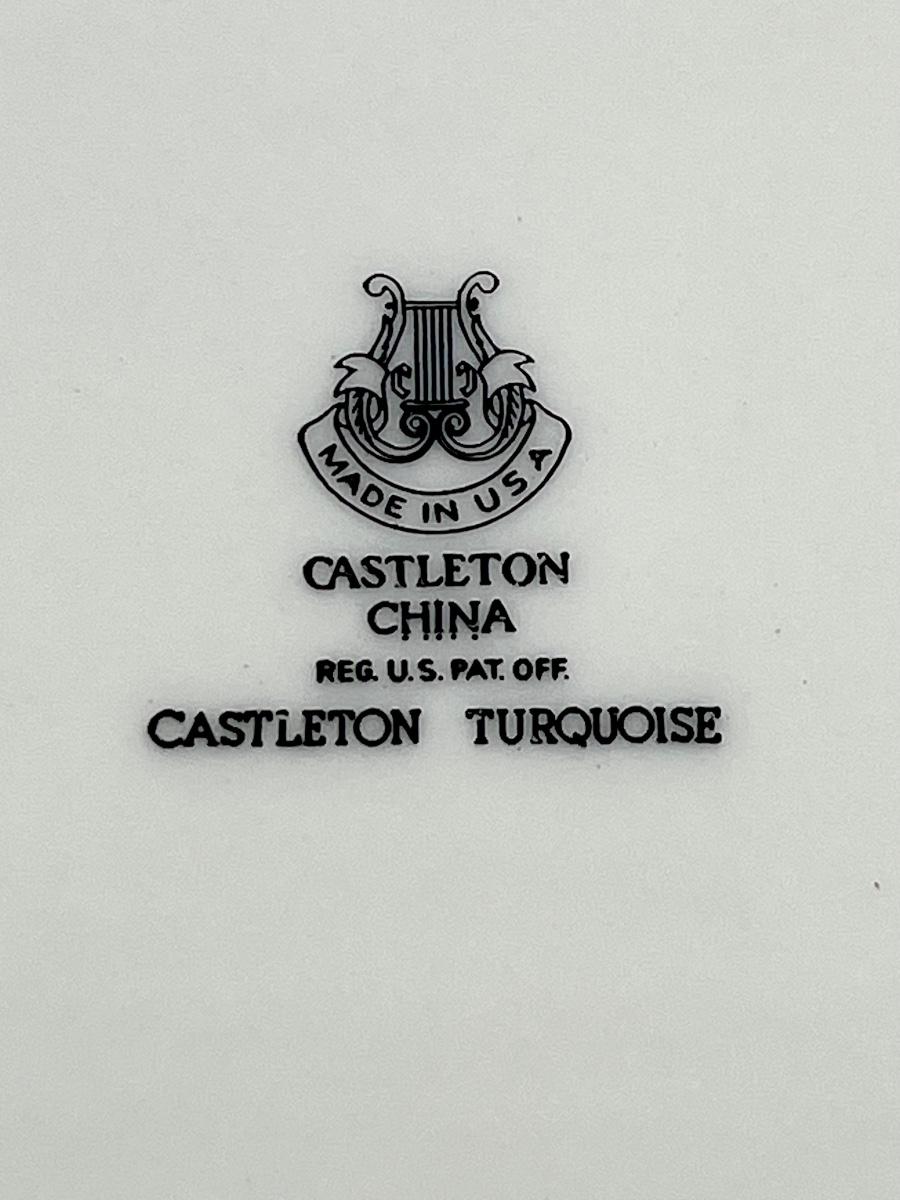 MADE IN USA
CASTLETON
CHINA
REG. U.S. PAT. OFF.
CASTLETON TURQUOISE